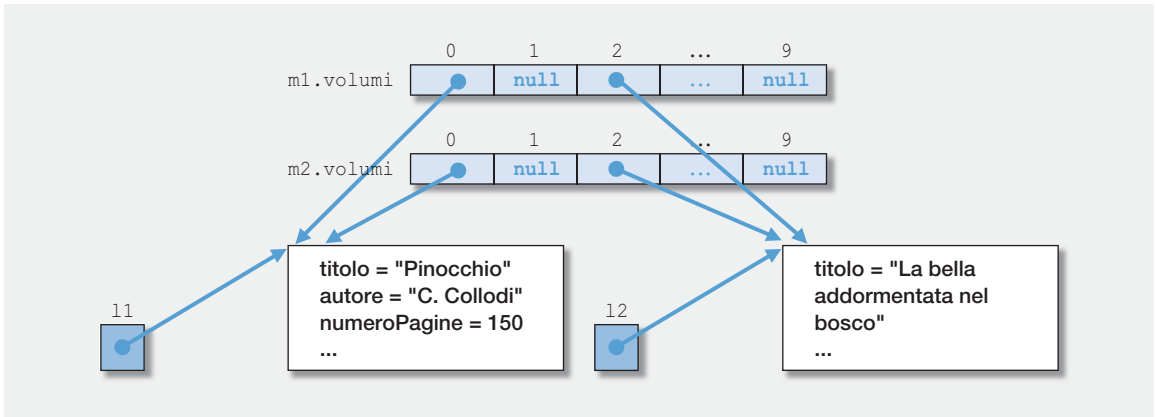 0 1 2 ... 9
m1.volumi null ... null
0 1 2 ... 9
m2.volumi null ... null
l1
titolo = "Pinocchio"
autore = "C. Collodi"
numeroPagine = 150
...
l2
titolo = "La bella
addormentata nel
bosco"
...